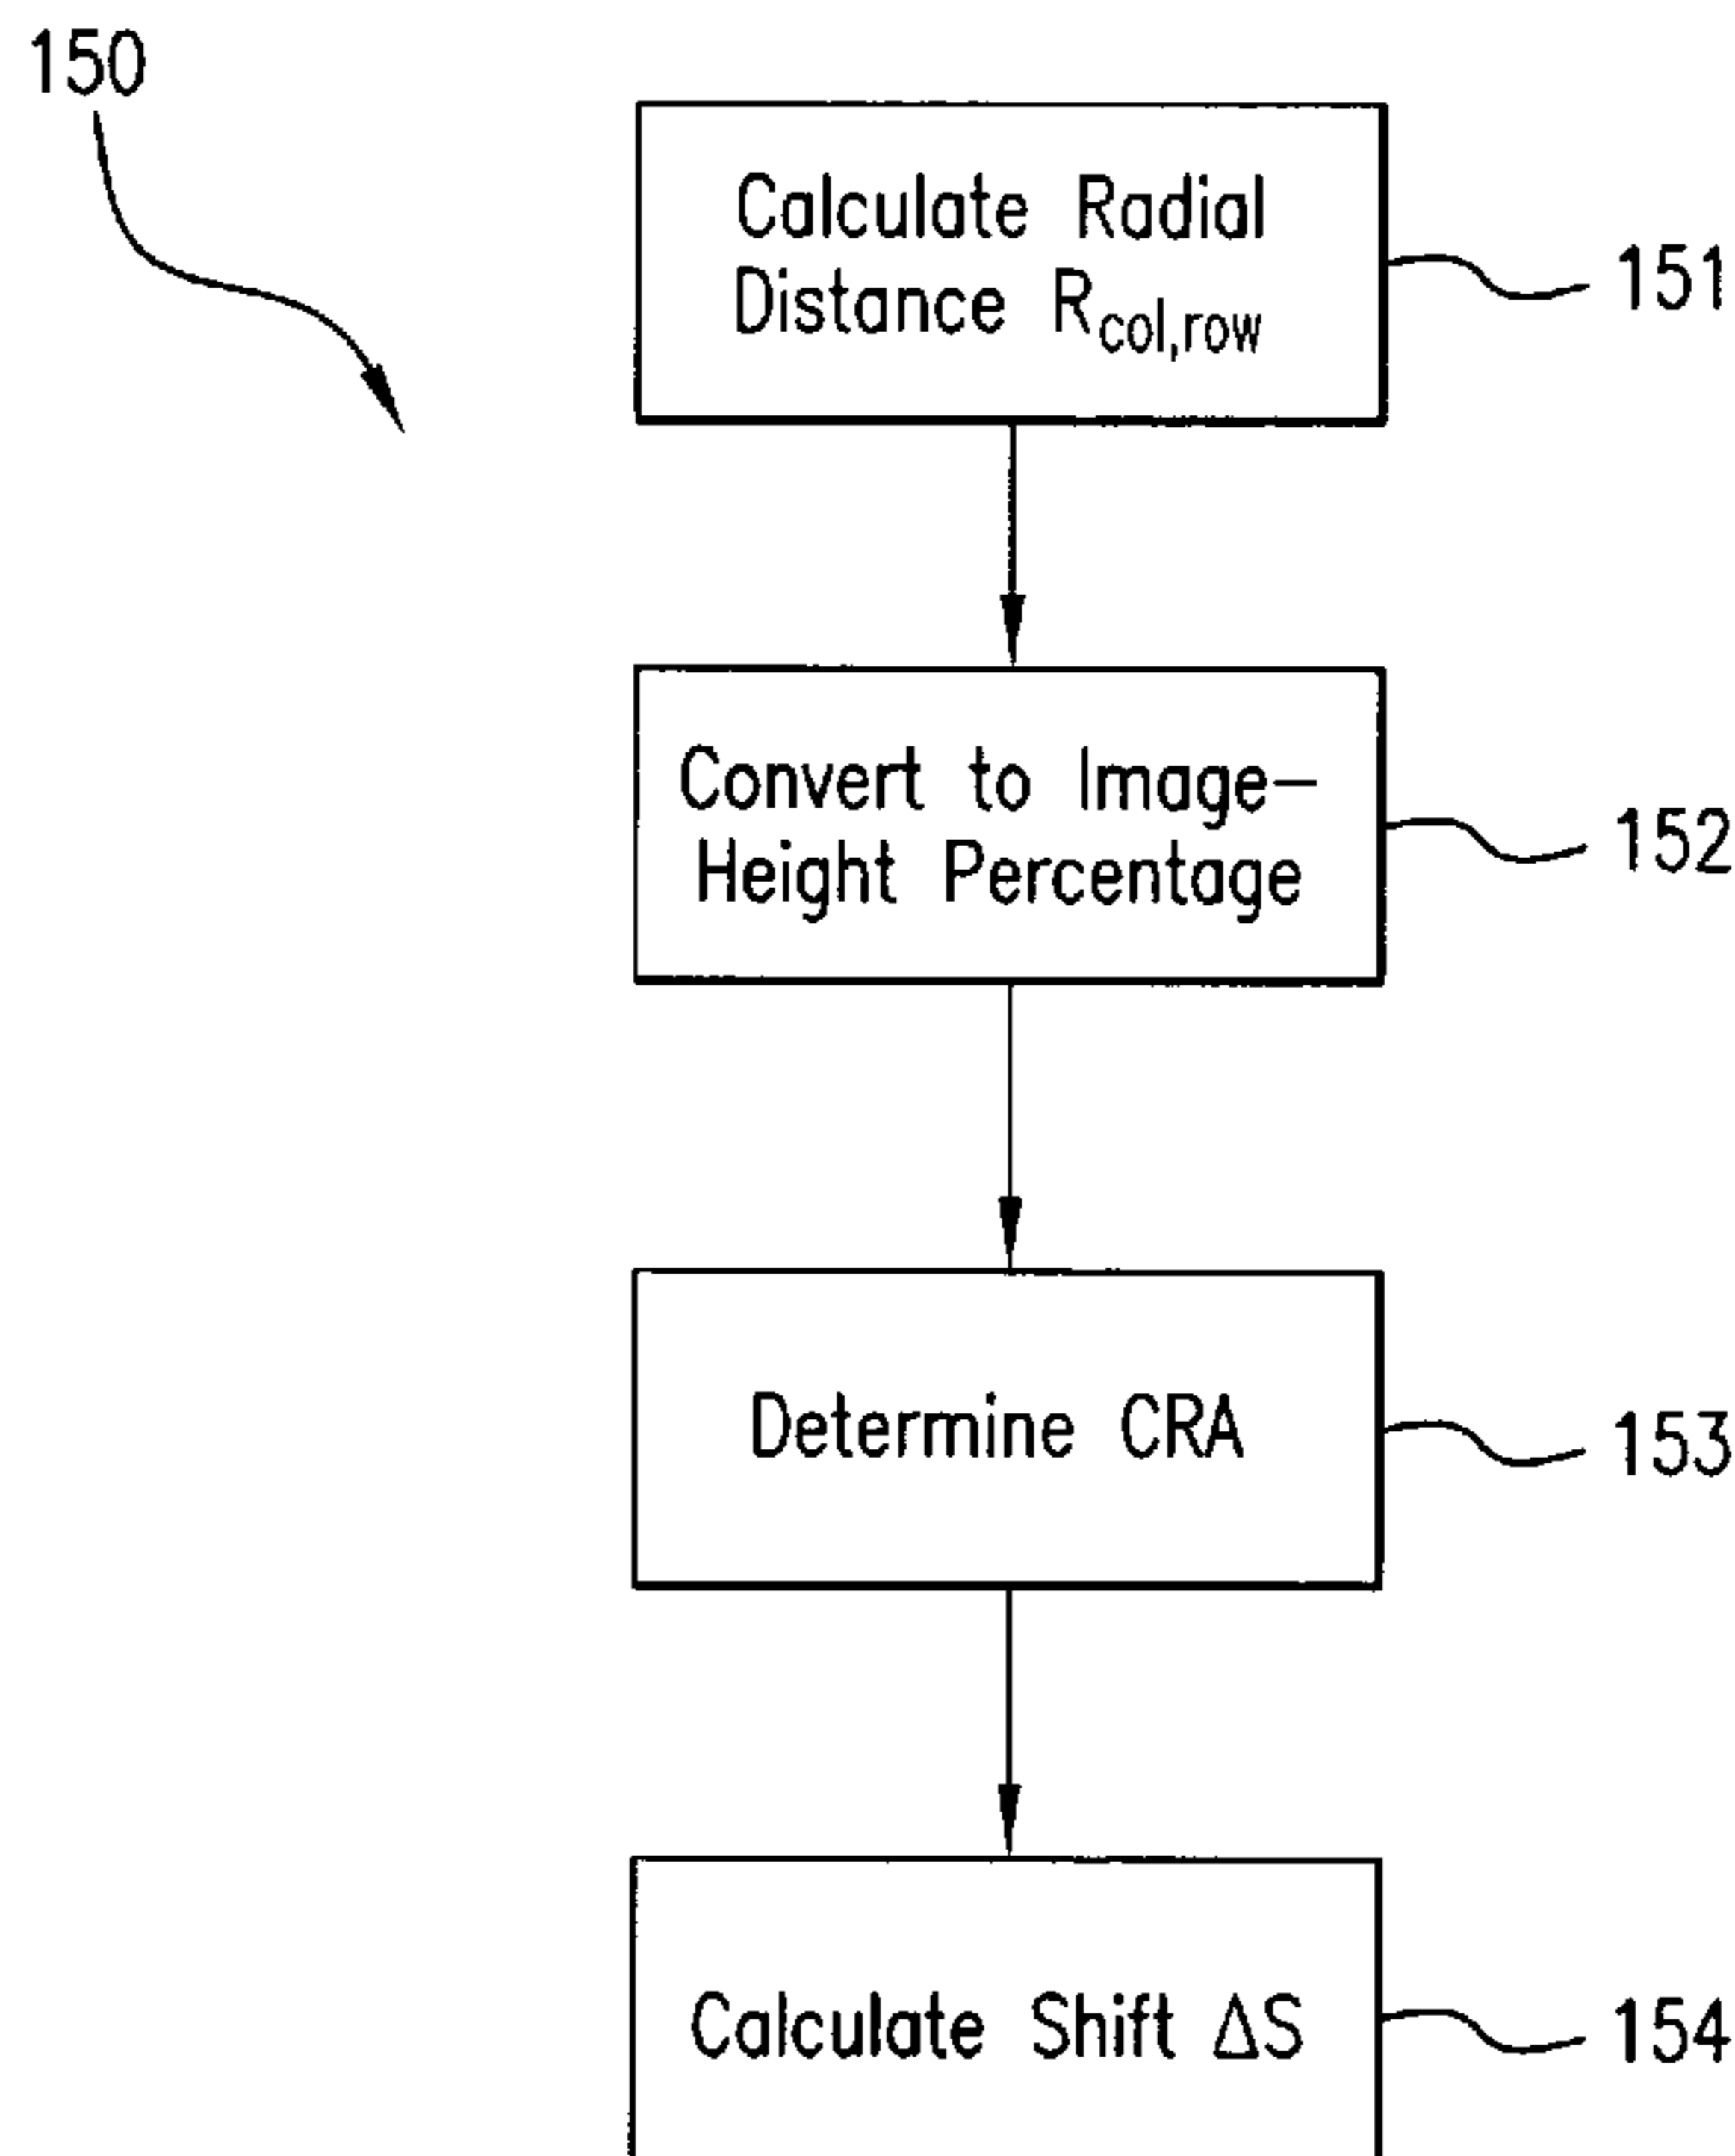 150
Calculate Radial
Distance Rcol,row
151
Convert to Image-
Height Percentage
152
Determine CRA
153
Calculate Shift ΔS
154